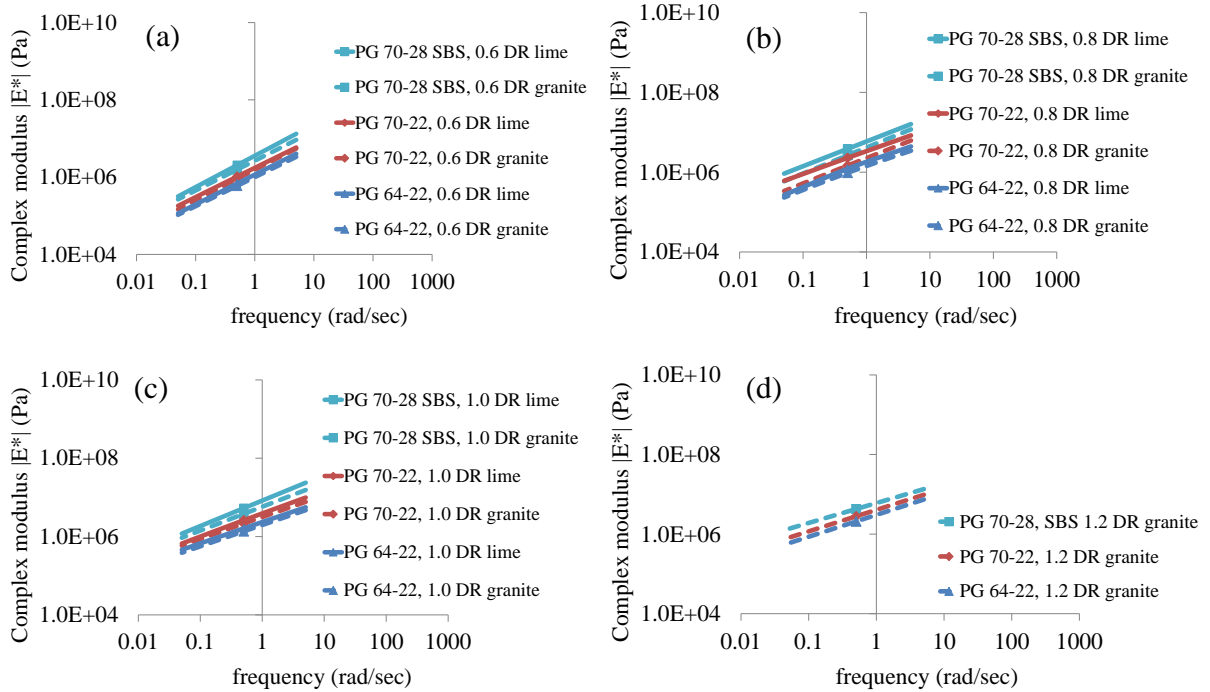 (a)
Complex modulus |E*| (Pa)
1.0E+10
1.0E+08
1.0E+06
1.0E+04
0.01 0.1 1 10 100 1000
frequency (rad/sec)
PG 70-28 SBS, 0.6 DR lime
PG 70-28 SBS, 0.6 DR granite
PG 70-22, 0.6 DR lime
PG 70-22, 0.6 DR granite
PG 64-22, 0.6 DR lime
PG 64-22, 0.6 DR granite
(b)
Complex modulus |E*| (Pa)
1.0E+10
1.0E+08
1.0E+06
1.0E+04
0.01 0.1 1 10 100 1000
frequency (rad/sec)
PG 70-28 SBS, 0.8 DR lime
PG 70-28 SBS, 0.8 DR granite
PG 70-22, 0.8 DR lime
PG 70-22, 0.8 DR granite
PG 64-22, 0.8 DR lime
PG 64-22, 0.8 DR granite
(c)
Complex modulus |E*| (Pa)
1.0E+10
1.0E+08
1.0E+06
1.0E+04
0.01 0.1 1 10 100 1000
frequency (rad/sec)
PG 70-28 SBS, 1.0 DR lime
PG 70-28 SBS, 1.0 DR granite
PG 70-22, 1.0 DR lime
PG 70-22, 1.0 DR granite
PG 64-22, 1.0 DR lime
PG 64-22, 1.0 DR granite
(d)
Complex modulus |E*| (Pa)
1.0E+10
1.0E+08
1.0E+06
1.0E+04
0.01 0.1 1 10 100 1000
frequency (rad/sec)
PG 70-28, SBS 1.2 DR granite
PG 70-22, 1.2 DR granite
PG 64-22, 1.2 DR granite